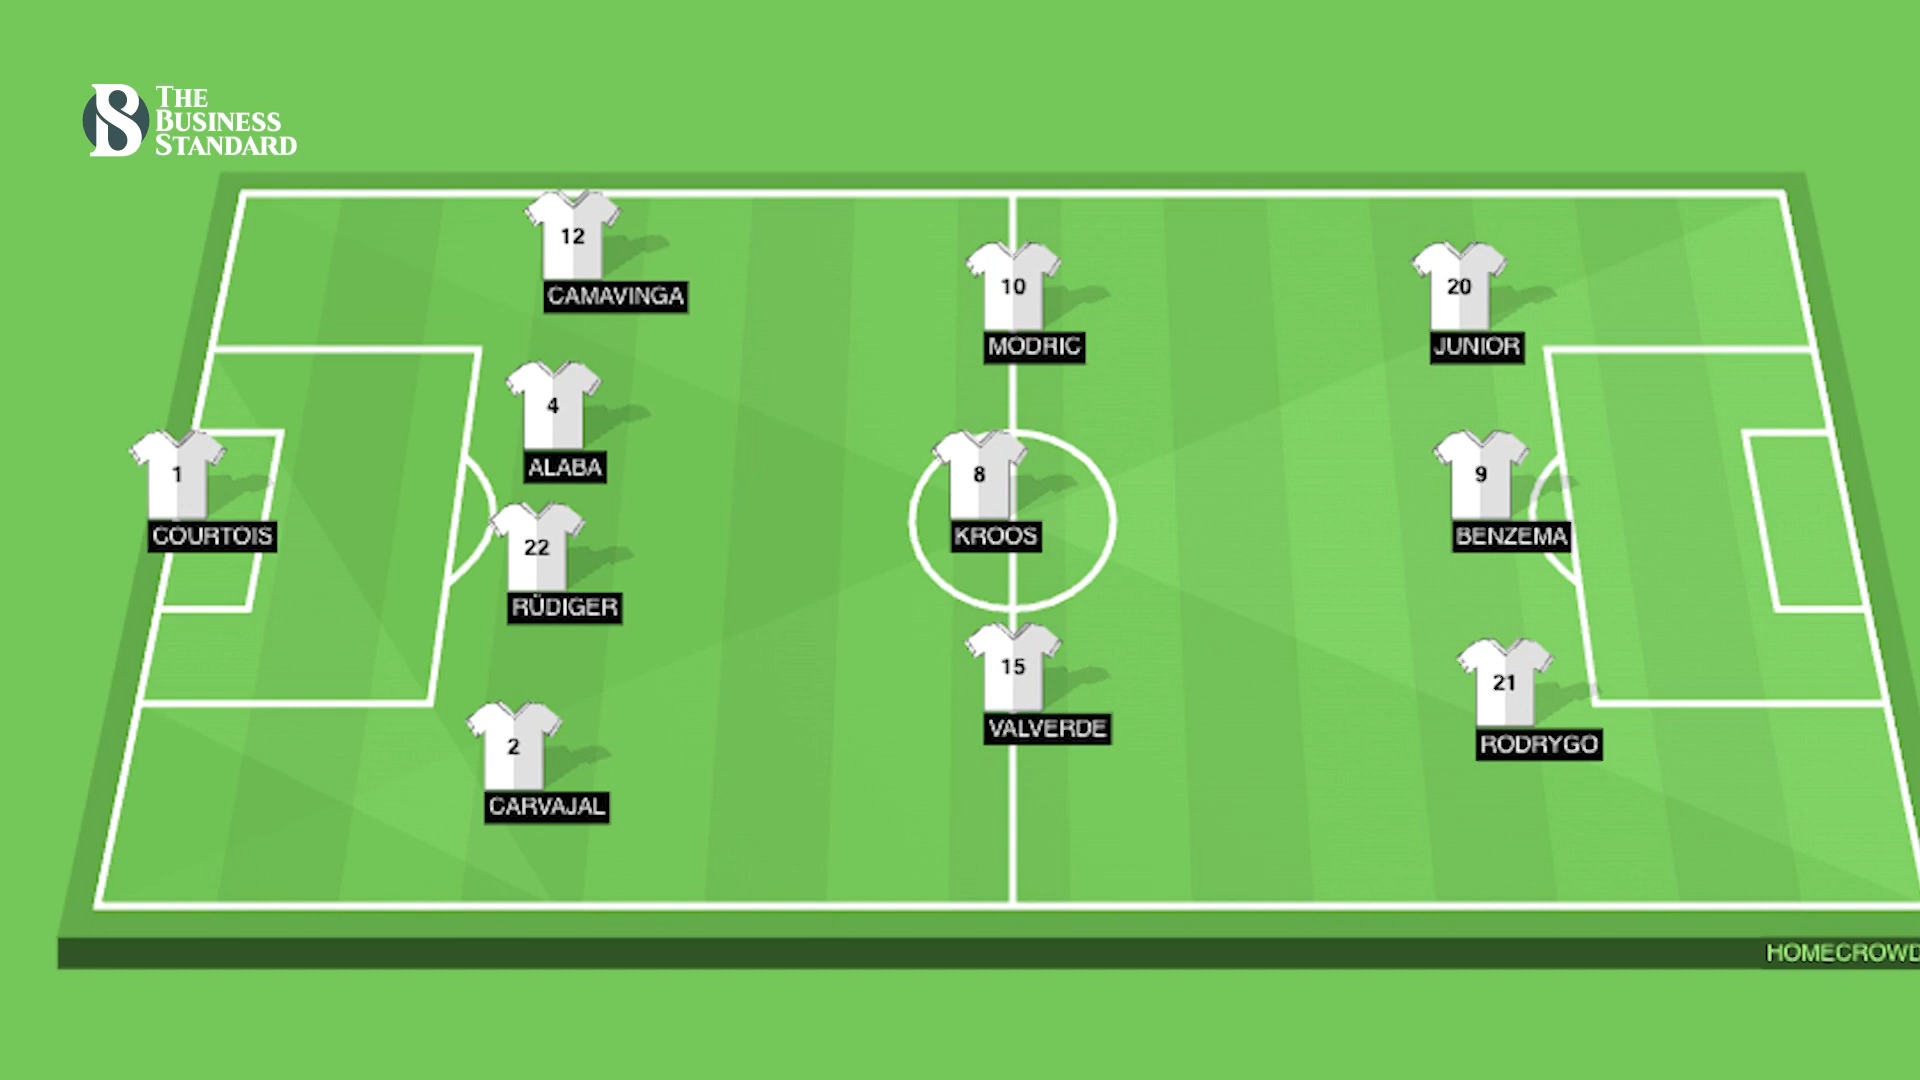 THE
BUSINESS
STANDARD
12
CAMAVINGA
10
MODRIC
20
JUNIOR
4
ALABA
1
COURTOIS
8
KROOS
9
BENZEMA
22
RÜDIGER
15
VALVERDE
21
RODRYGO
2
CARVAJAL
HOMECROWD